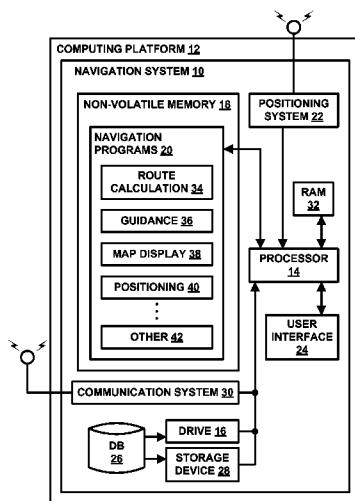 COMPUTING PLATFORM 12
NAVIGATION SYSTEM 10
NON-VOLATILE MEMORY 18
NAVIGATION
PROGRAMS 20
ROUTE
CALCULATION 34
GUIDANCE 36
MAP DISPLAY 38
POSITIONING 40
OTHER 42
POSITIONING
SYSTEM 22
RAM
32
PROCESSOR
14
USER
INTERFACE
24
COMMUNICATION SYSTEM 30
DB
26
DRIVE 16
STORAGE
DEVICE 28